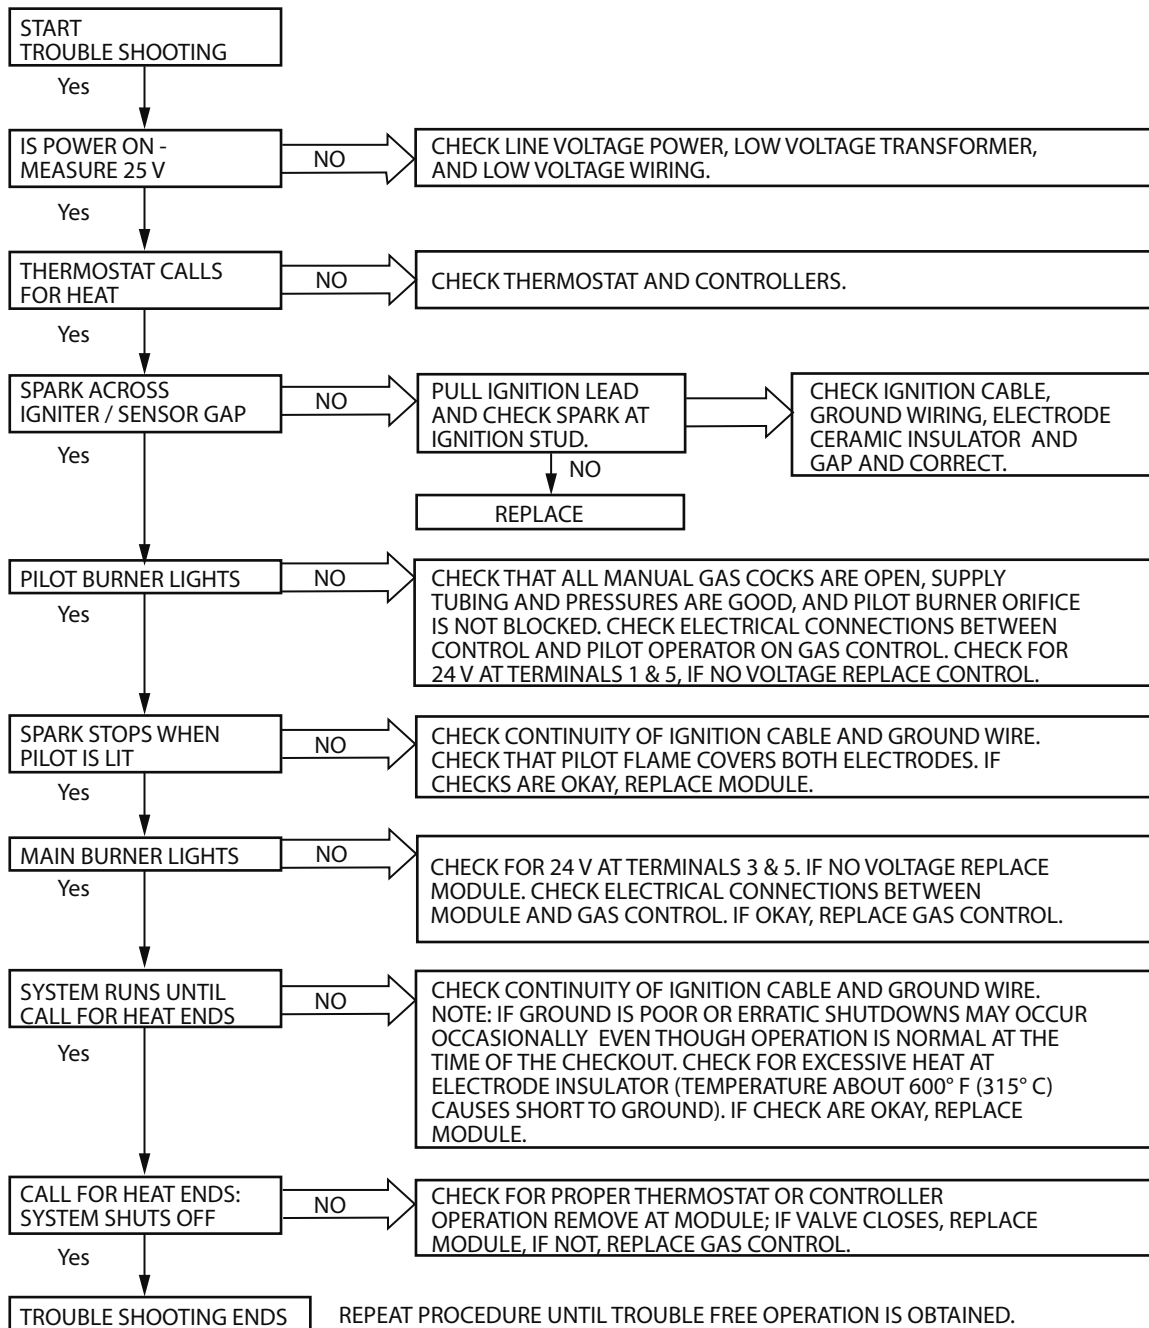 START
TROUBLE SHOOTING
Yes
IS POWER ON -
MEASURE 25 V
NO
CHECK LINE VOLTAGE POWER, LOW VOLTAGE TRANSFORMER,
AND LOW VOLTAGE WIRING.
Yes
THERMOSTAT CALLS
FOR HEAT
NO
CHECK THERMOSTAT AND CONTROLLERS.
Yes
SPARK ACROSS
IGNITER / SENSOR GAP
NO
PULL IGNITION LEAD
AND CHECK SPARK AT
IGNITION STUD.
CHECK IGNITION CABLE,
GROUND WIRING, ELECTRODE
CERAMIC INSULATOR AND
GAP AND CORRECT.
NO
REPLACE
Yes
PILOT BURNER LIGHTS
NO
CHECK THAT ALL MANUAL GAS COCKS ARE OPEN, SUPPLY
TUBING AND PRESSURES ARE GOOD, AND PILOT BURNER ORIFICE
IS NOT BLOCKED. CHECK ELECTRICAL CONNECTIONS BETWEEN
CONTROL AND PILOT OPERATOR ON GAS CONTROL. CHECK FOR
24 V AT TERMINALS 1 & 5, IF NO VOLTAGE REPLACE CONTROL.
Yes
SPARK STOPS WHEN
PILOT IS LIT
NO
CHECK CONTINUITY OF IGNITION CABLE AND GROUND WIRE.
CHECK THAT PILOT FLAME COVERS BOTH ELECTRODES. IF
CHECKS ARE OKAY, REPLACE MODULE.
Yes
MAIN BURNER LIGHTS
NO
CHECK FOR 24 V AT TERMINALS 3 & 5. IF NO VOLTAGE REPLACE
MODULE. CHECK ELECTRICAL CONNECTIONS BETWEEN
MODULE AND GAS CONTROL. IF OKAY, REPLACE GAS CONTROL.
Yes
SYSTEM RUNS UNTIL
CALL FOR HEAT ENDS
NO
CHECK CONTINUITY OF IGNITION CABLE AND GROUND WIRE.
NOTE: IF GROUND IS POOR OR ERRATIC SHUTDOWNS MAY OCCUR
OCCASIONALLY EVEN THOUGH OPERATION IS NORMAL AT THE
TIME OF THE CHECKOUT. CHECK FOR EXCESSIVE HEAT AT
ELECTRODE INSULATOR (TEMPERATURE ABOUT 600° F (315° C)
CAUSES SHORT TO GROUND). IF CHECK ARE OKAY, REPLACE
MODULE.
Yes
CALL FOR HEAT ENDS:
SYSTEM SHUTS OFF
NO
CHECK FOR PROPER THERMOSTAT OR CONTROLLER
OPERATION REMOVE AT MODULE; IF VALVE CLOSES, REPLACE
MODULE, IF NOT, REPLACE GAS CONTROL.
Yes
TROUBLE SHOOTING ENDS
REPEAT PROCEDURE UNTIL TROUBLE FREE OPERATION IS OBTAINED.